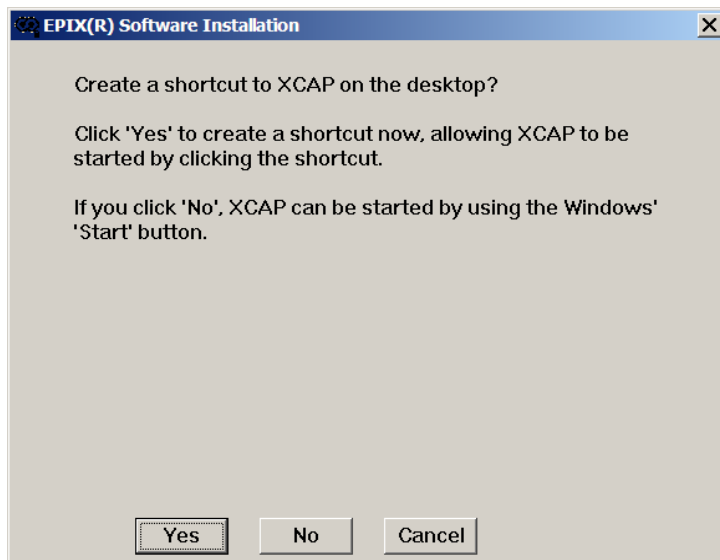 EPIX(R) Software Installation
Create a shortcut to XCAP on the desktop?
Click 'Yes' to create a shortcut now, allowing XCAP to be
started by clicking the shortcut.
If you click 'No', XCAP can be started by using the Windows'
'Start' button.
Yes No Cancel